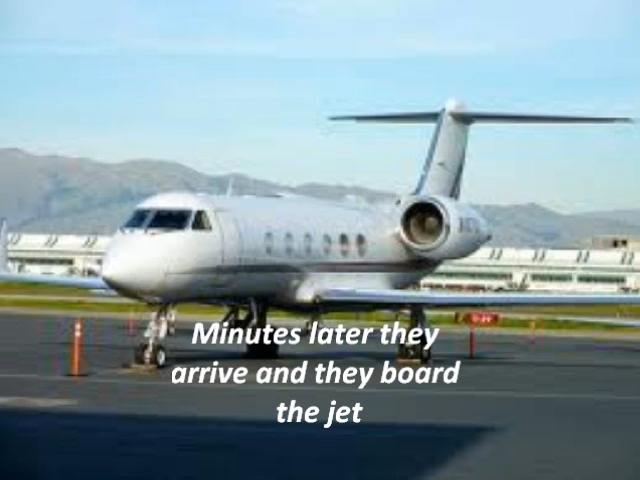 Minutes later they
arrive and they board
the jet